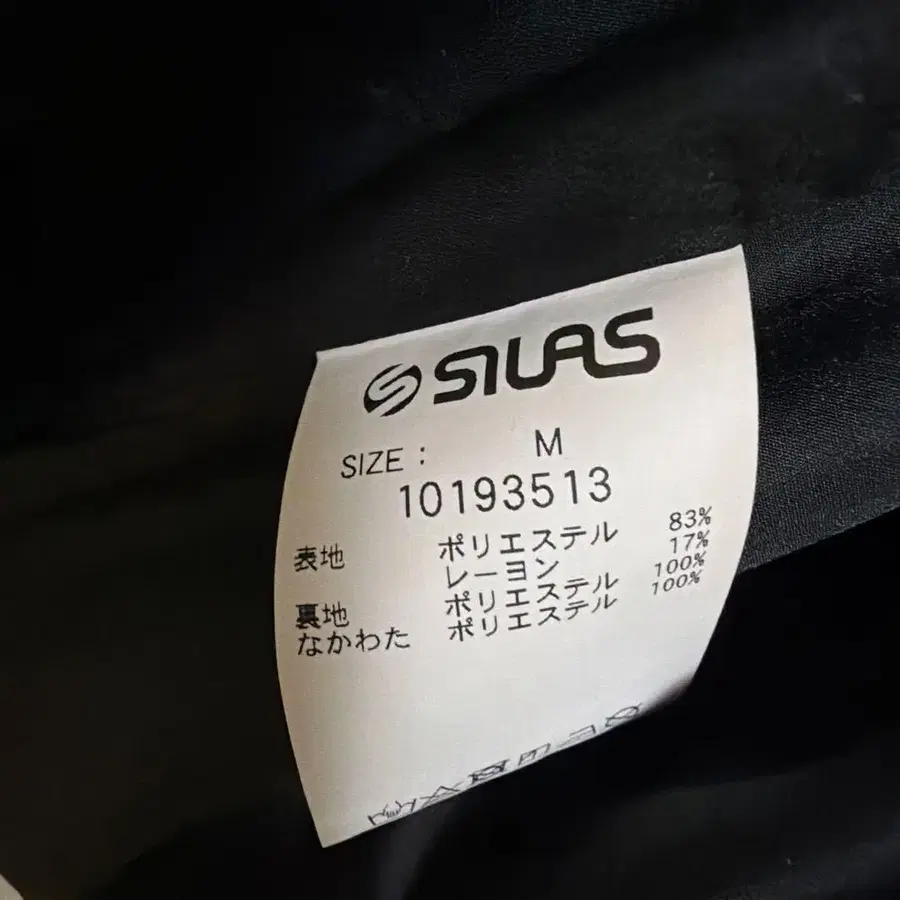 SILAS
SIZE : M
10193513
表地 ポリエステル 83%
レーヨン 17%
裏地 ポリエステル 100%
なかわた ポリエステル 100%